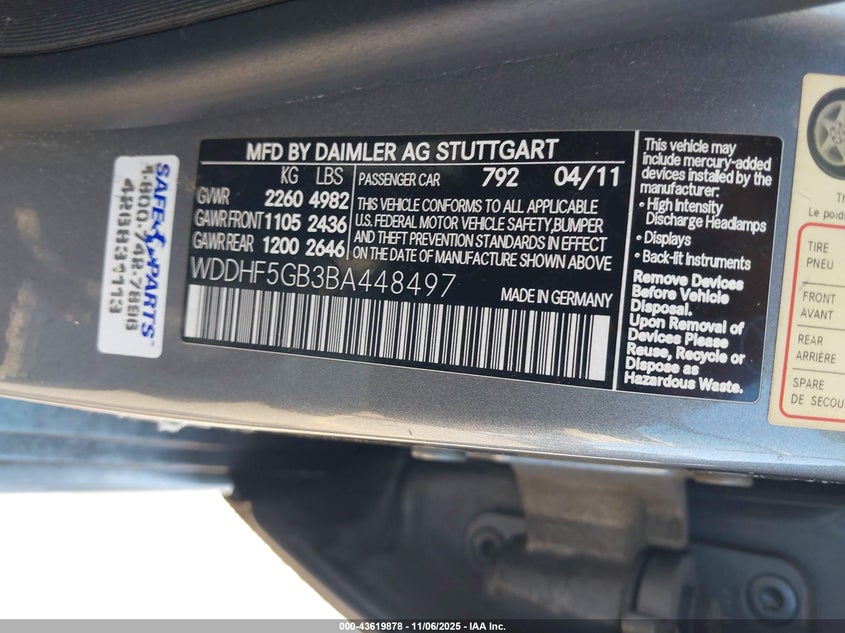 MFD BY DAIMLER AG STUTTGART
KG LBS
GVWR 2260 4982
GAWR FRONT 1105 2436
GAWR REAR 1200 2646
PASSENGER CAR 792 04/11
THIS VEHICLE CONFORMS TO ALL APPLICABLE
U.S. FEDERAL MOTOR VEHICLE SAFETY,BUMPER
AND THEFT PREVENTION STANDARDS IN EFFECT
ON THE DATE OF MANUFACTURE SHOWN ABOVE
WDDHF5GB3BA448497
MADE IN GERMANY
This vehicle may
include mercury-added
devices installed by the
manufacturer:
• High Intensity
Discharge Headlamps
• Displays
• Back-lit Instruments
Remove Devices
Before Vehicle
Disposal.
Upon Removal of
Devices Please
Reuse, Recycle or
Dispose as
Hazardous Waste.
SAFE PARTS
Le poid
TIRE
PNEU
FRONT
AVANT
REAR
ARRIÈRE
SPARE
DE SECOU
000-43619878 - 11/06/2025 - IAA Inc.